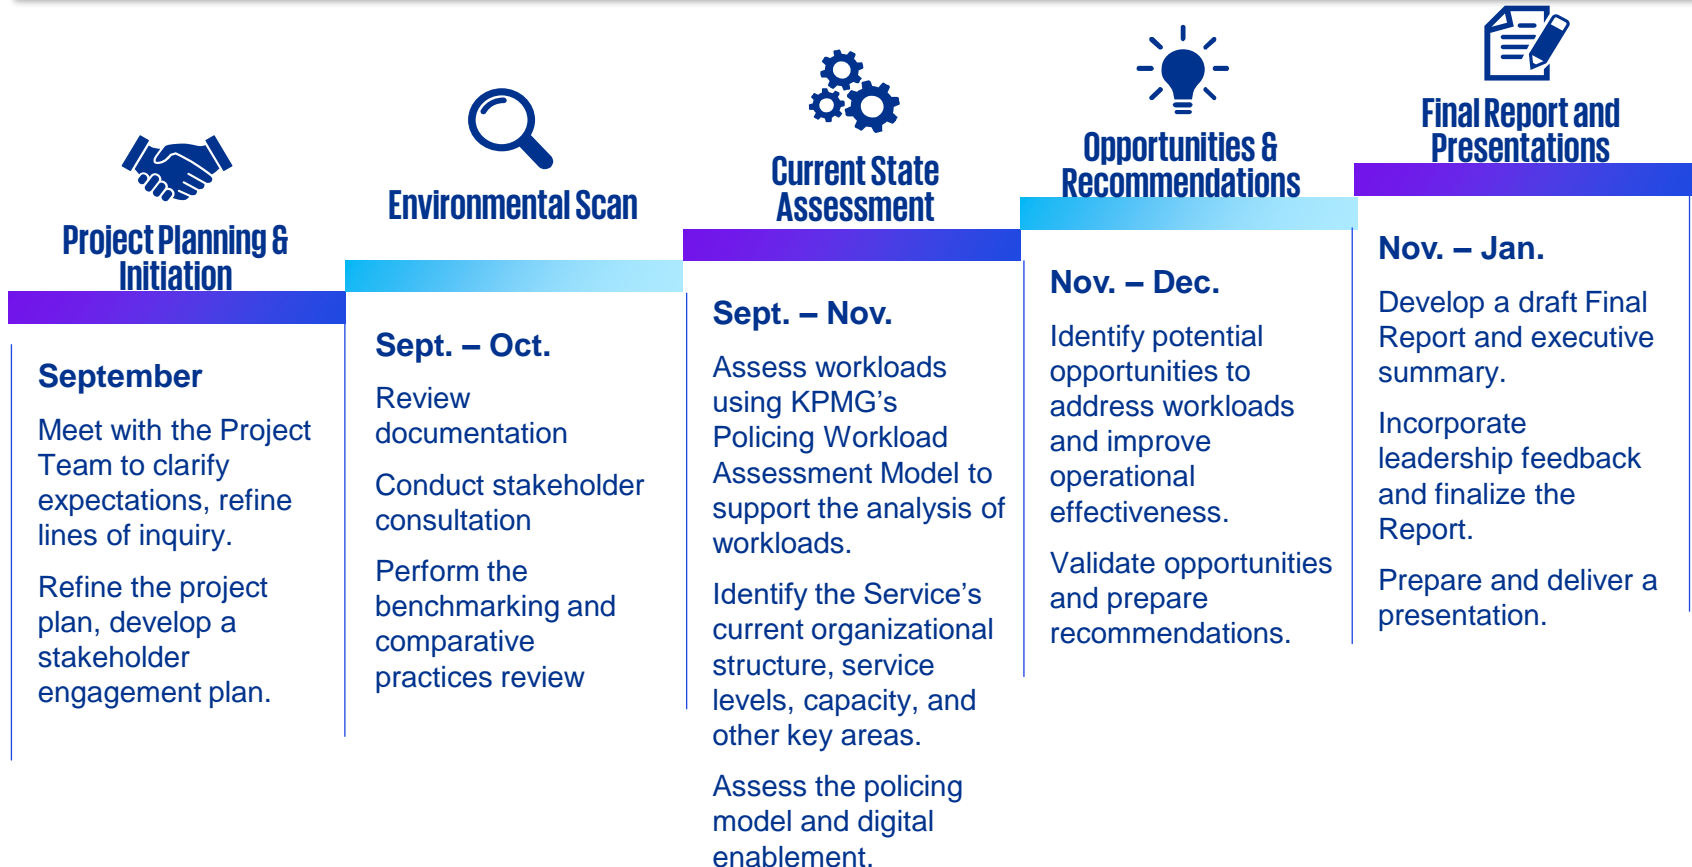 Project Planning &
Initiation
September
Meet with the Project
Team to clarify
expectations, refine
lines of inquiry.
Refine the project
plan, develop a
stakeholder
engagement plan.
Environmental Scan
Sept. – Oct.
Review
documentation
Conduct stakeholder
consultation
Perform the
benchmarking and
comparative
practices review
Current State
Assessment
Sept. – Nov.
Assess workloads
using KPMG's
Policing Workload
Assessment Model to
support the analysis of
workloads.
Identify the Service's
current organizational
structure, service
levels, capacity, and
other key areas.
Assess the policing
model and digital
enablement.
Opportunities &
Recommendations
Nov. – Dec.
Identify potential
opportunities to
address workloads
and improve
operational
effectiveness.
Validate opportunities
and prepare
recommendations.
Final Report and
Presentations
Nov. – Jan.
Develop a draft Final
Report and executive
summary.
Incorporate
leadership feedback
and finalize the
Report.
Prepare and deliver a
presentation.